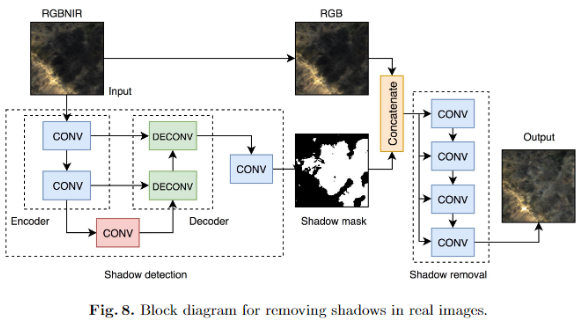 RGBNIR
RGB
Input
CONV
DECONV
CONV
CONV
DECONV
Encoder
Decoder
CONV
Shadow detection
Shadow mask
Concatenate
CONV
CONV
CONV
CONV
Shadow removal
Output
Fig. 8. Block diagram for removing shadows in real images.